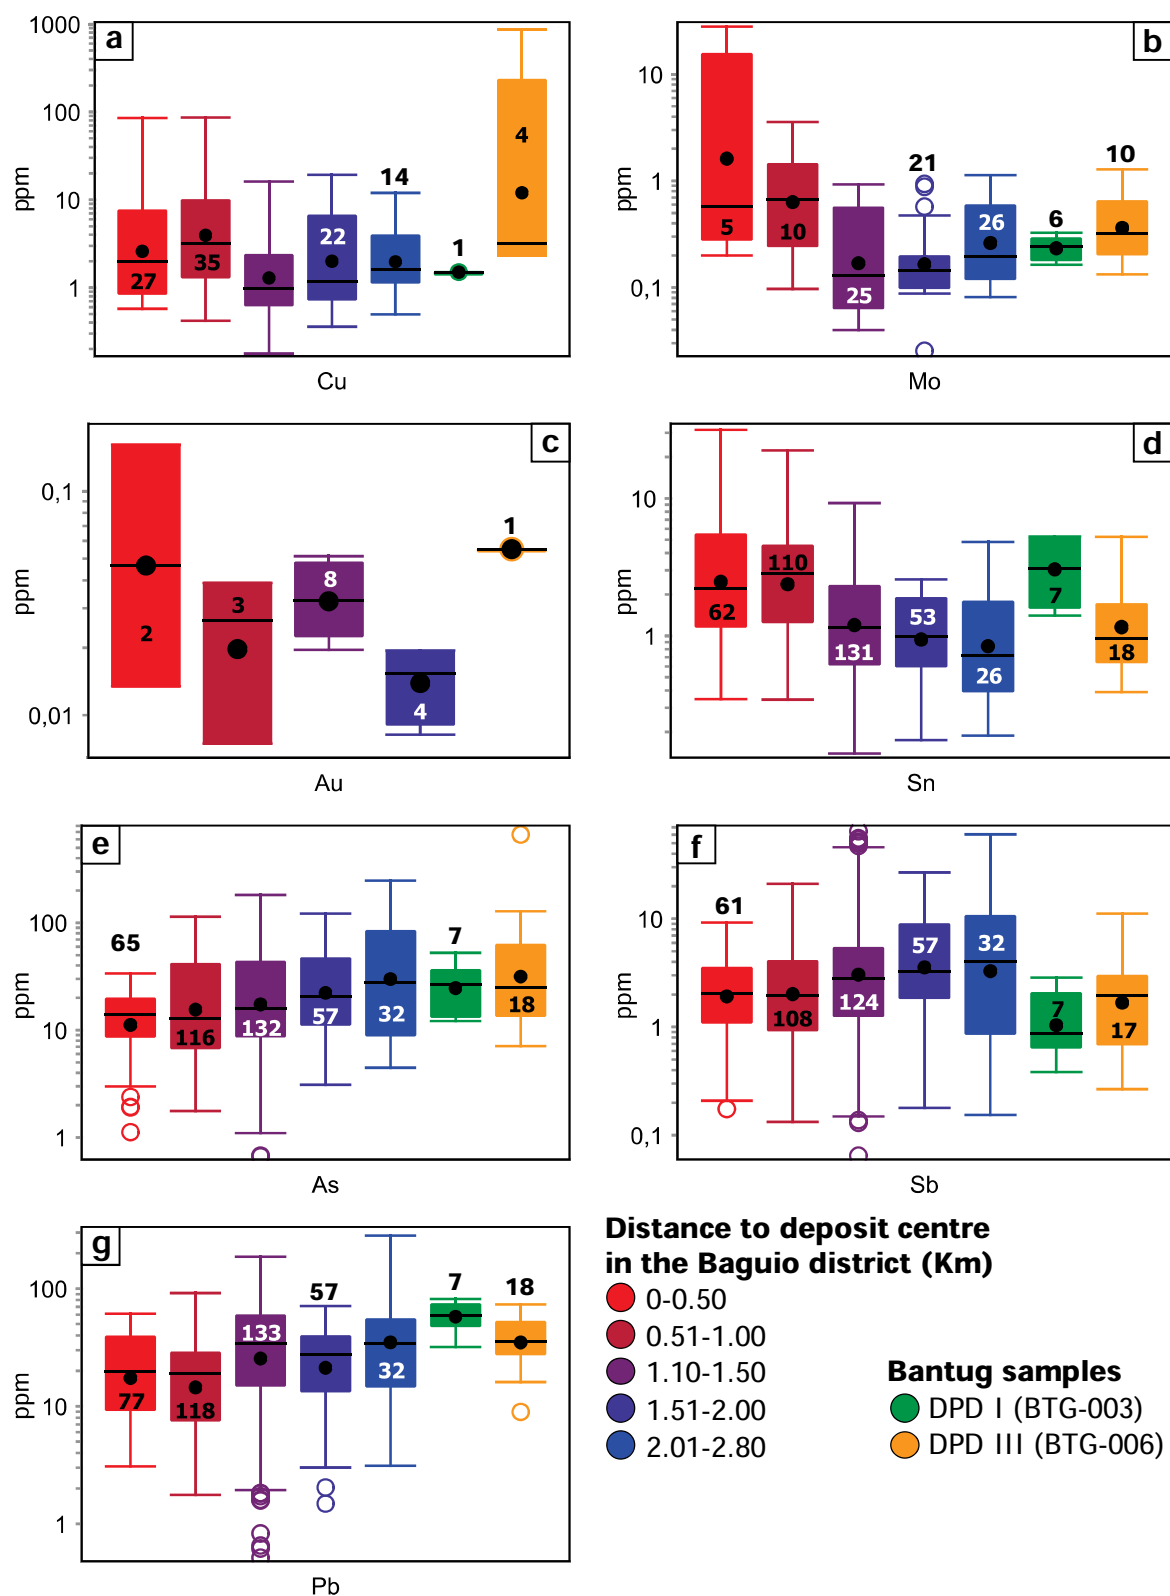 a
1000
100
10
1
ppm
27
35
22
14
1
4
Cu
b
10
1
0,1
ppm
5
10
25
21
26
6
10
Mo
c
0,1
0,01
ppm
2
3
8
4
1
Au
d
10
1
ppm
62
110
131
53
26
7
18
Sn
e
100
10
1
ppm
65
116
132
57
32
7
18
As
f
10
1
0,1
ppm
61
108
124
57
32
7
17
Sb
g
100
10
1
ppm
77
118
133
57
32
7
18
Pb
Distance to deposit centre
in the Baguio district (Km)
0-0.50
0.51-1.00
1.10-1.50
1.51-2.00
2.01-2.80
Bantug samples
DPD I (BTG-003)
DPD III (BTG-006)